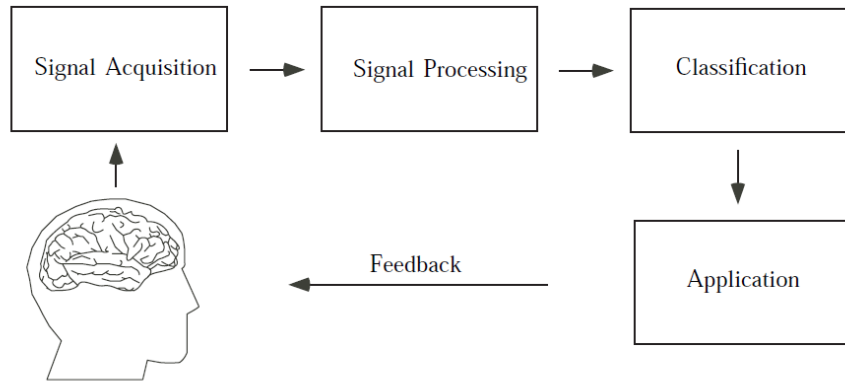 Signal Acquisition
Signal Processing
Classification
Feedback
Application